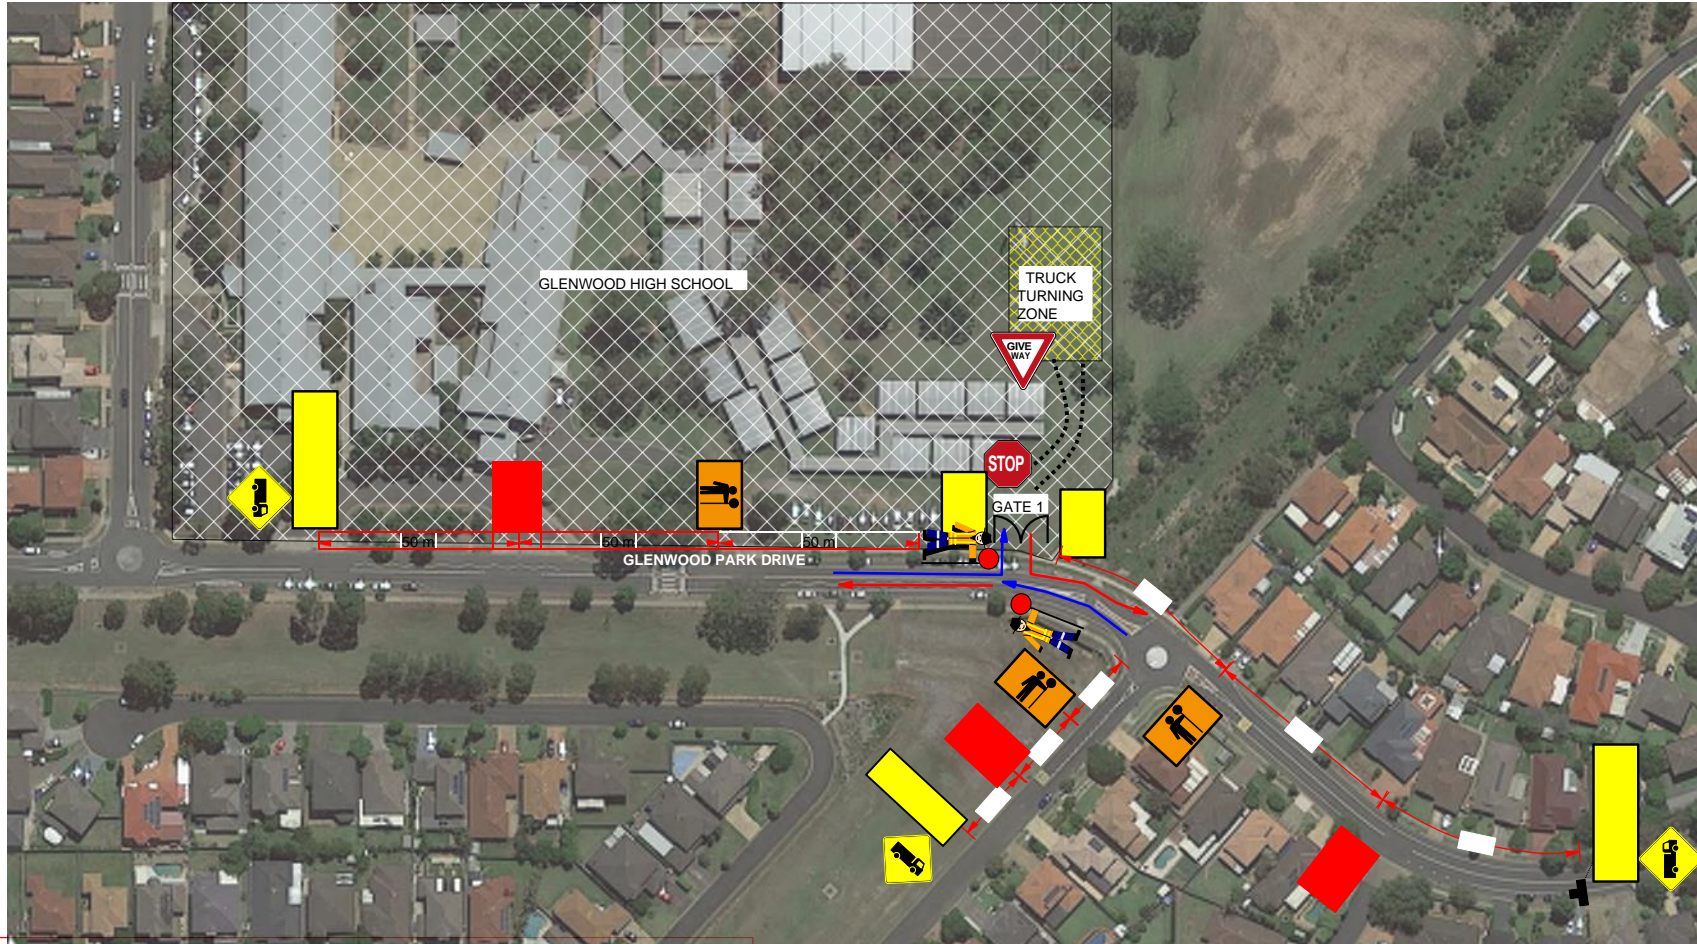 GLENWOOD HIGH SCHOOL
TRUCK
TURNING
ZONE
GIVE
WAY
STOP
GATE 1
50 m
50 m
50 m
GLENWOOD PARK DRIVE